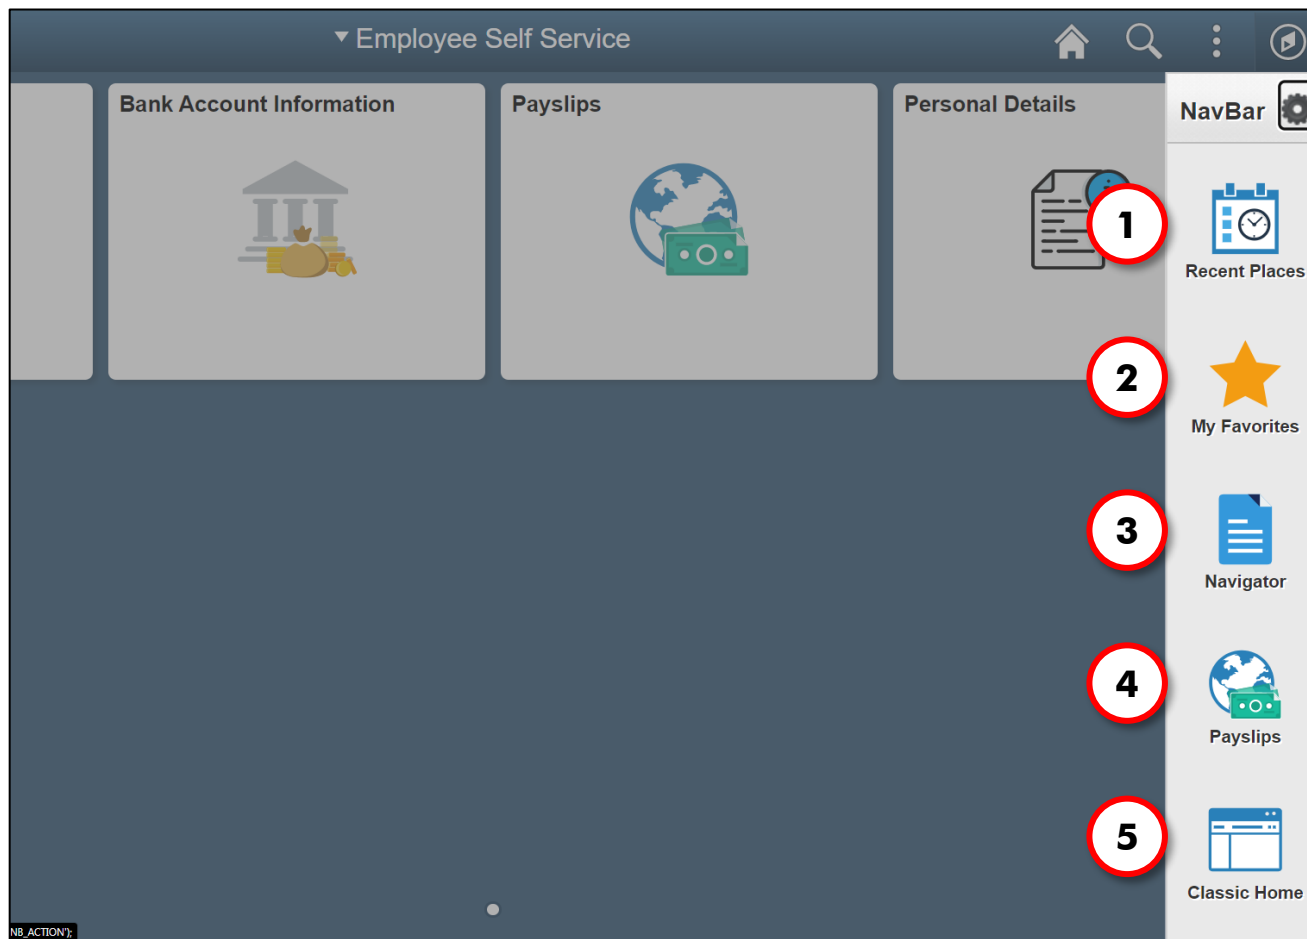 Employee Self Service
Bank Account Information
Payslips
Personal Details
NavBar
1
Recent Places
2
My Favorites
3
Navigator
4
Payslips
5
Classic Home
NB_ACTION');